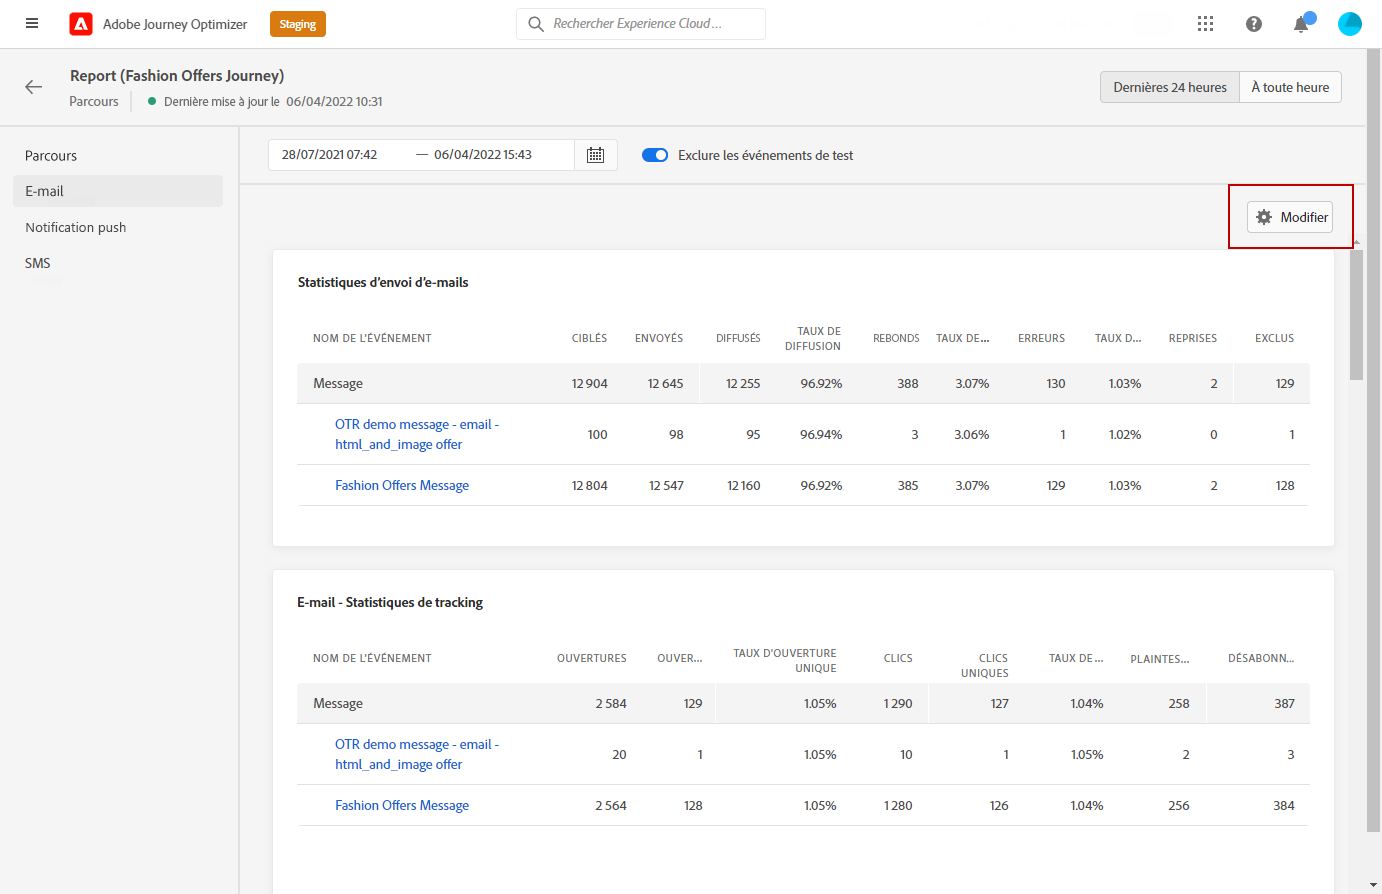 Adobe Journey Optimizer
Staging
Rechercher Experience Cloud ...
Report (Fashion Offers Journey)
Parcours
Dernière mise à jour le 06/04/2022 10:31
Dernières 24 heures
À toute heure
Parcours
E-mail
Notification push
SMS
28/07/2021 07:42 — 06/04/2022 15:43
Exclure les événements de test
Modifier
Statistiques d'envoi d'e-mails
NOM DE L'ÉVÉNEMENT CIBLÉS ENVOYÉS DIFFUSÉS TAUX DE DIFFUSION REBONDS TAUX DE... ERREURS TAUX D... REPRISES EXCLUS
Message 12 904 12 645 12 255 96.92% 388 3.07% 130 1.03% 2 129
OTR demo message - email - html_and_image offer 100 98 95 96.94% 3 3.06% 1 1.02% 0 1
Fashion Offers Message 12 804 12 547 12 160 96.92% 385 3.07% 129 1.03% 2 128
E-mail - Statistiques de tracking
NOM DE L'ÉVÉNEMENT OUVERTURES OUVER... TAUX D'OUVERTURE UNIQUE CLICS CLICS UNIQUES TAUX DE ... PLAINTES... DÉSABONN...
Message 2 584 129 1.05% 1 290 127 1.04% 258 387
OTR demo message - email - html_and_image offer 20 1 1.05% 10 1 1.05% 2 3
Fashion Offers Message 2 564 128 1.05% 1 280 126 1.04% 256 384